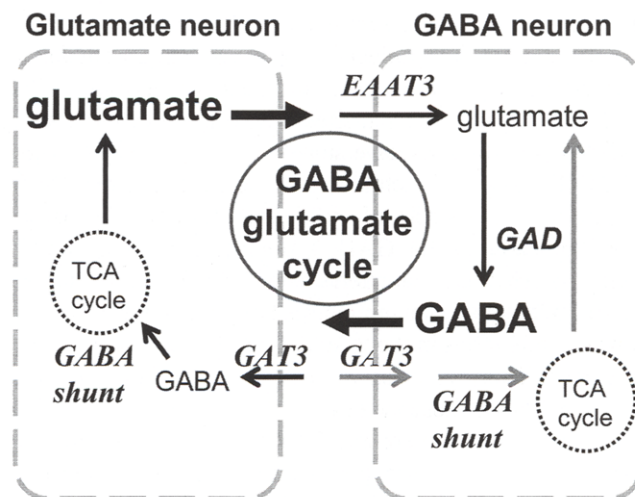 Glutamate neuron
GABA neuron
EAAT3
glutamate
glutamate
GABA
glutamate
cycle
GAD
TCA
cycle
GABA
GABA
shunt
GABA
GAT3
GAT3
GABA
shunt
TCA
cycle